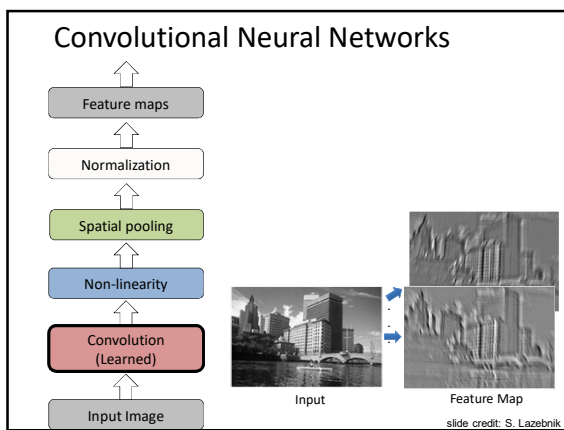 Convolutional Neural Networks
Feature maps
Normalization
Spatial pooling
Non-linearity
Convolution
(Learned)
Input Image
Input
Feature Map
slide credit: S. Lazebnik